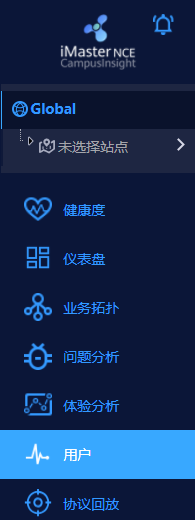 iMaster NCE
CampusInsight
Global
未选择站点
健康度
仪表盘
业务拓扑
问题分析
体验分析
用户
协议回放